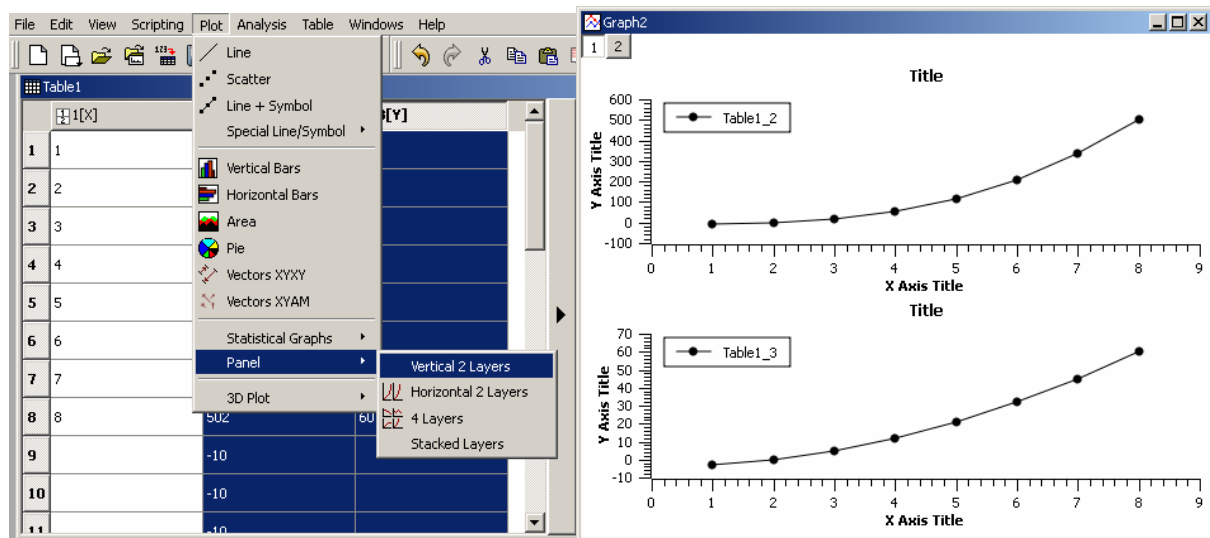 File Edit View Scripting Plot Analysis Table Windows Help
Table1
1[X]
[Y]
1 1
2 2
3 3
4 4
5 5
6 6
7 7
8 8 502 60
9 -10
10 -10
11 -10
Line
Scatter
Line + Symbol
Special Line/Symbol
Vertical Bars
Horizontal Bars
Area
Pie
Vectors XYXY
Vectors XYAM
Statistical Graphs
Panel
3D Plot
Vertical 2 Layers
Horizontal 2 Layers
4 Layers
Stacked Layers
Graph2
1 2
Title
Table1_2
Y Axis Title
600
500
400
300
200
100
0
-100
0 1 2 3 4 5 6 7 8 9
X Axis Title
Title
Table1_3
Y Axis Title
70
60
50
40
30
20
10
0
-10
0 1 2 3 4 5 6 7 8 9
X Axis Title